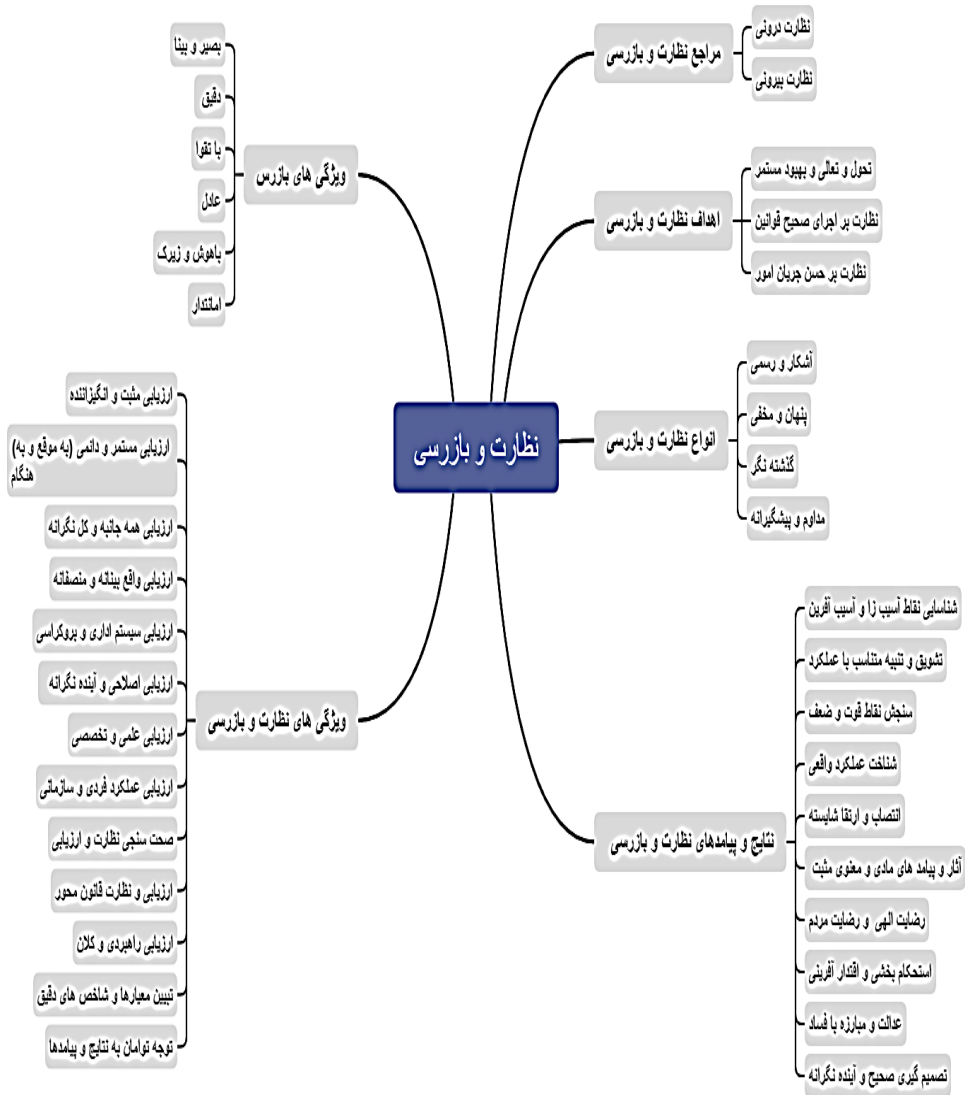 نظارت و بازرسی
مراجع نظارت و بازرسی
نظارت درونی
نظارت بیرونی
اهداف نظارت و بازرسی
تحول و تعالی و بهبود مستمر
نظارت بر اجرای صحیح قوانین
نظارت بر حسن جریان امور
انواع نظارت و بازرسی
آشکار و رسمی
پنهان و مخفی
گذشته نگر
مداوم و پیشگیرانه
نتایج و پیامدهای نظارت و بازرسی
شناسایی نقاط آسیب زا و آسیب آفرین
تشویق و تنبیه متناسب با عملکرد
سنجش نقاط قوت و ضعف
شناخت عملکرد واقعی
انتصاب و ارتقا شایسته
آثار و پیامد های مادی و معنوی مثبت
رضایت الهی و رضایت مردم
استحکام بخشی و اقتدار آفرینی
عدالت و مبارزه با فساد
تصمیم گیری صحیح و آینده نگرانه
ویژگی های بازرس
بصیر و بینا
دقیق
با تقوا
عادل
باهوش و زیرک
امانتدار
ویژگی های نظارت و بازرسی
ارزیابی مثبت و انگیزاننده
ارزیابی مستمر و دائمی (به موقع و به)
هنگام
ارزیابی همه جانبه و کل نگرانه
ارزیابی واقع بینانه و منصفانه
ارزیابی سیستم اداری و بروکراسی
ارزیابی اصلاحی و آینده نگرانه
ارزیابی علمی و تخصصی
ارزیابی عملکرد فردی و سازمانی
صحت سنجی نظارت و ارزیابی
ارزیابی و نظارت قانون محور
ارزیابی راهبردی و کلان
تبیین معیارها و شاخص های دقیق
توجه توامان به نتایج و پیامدها